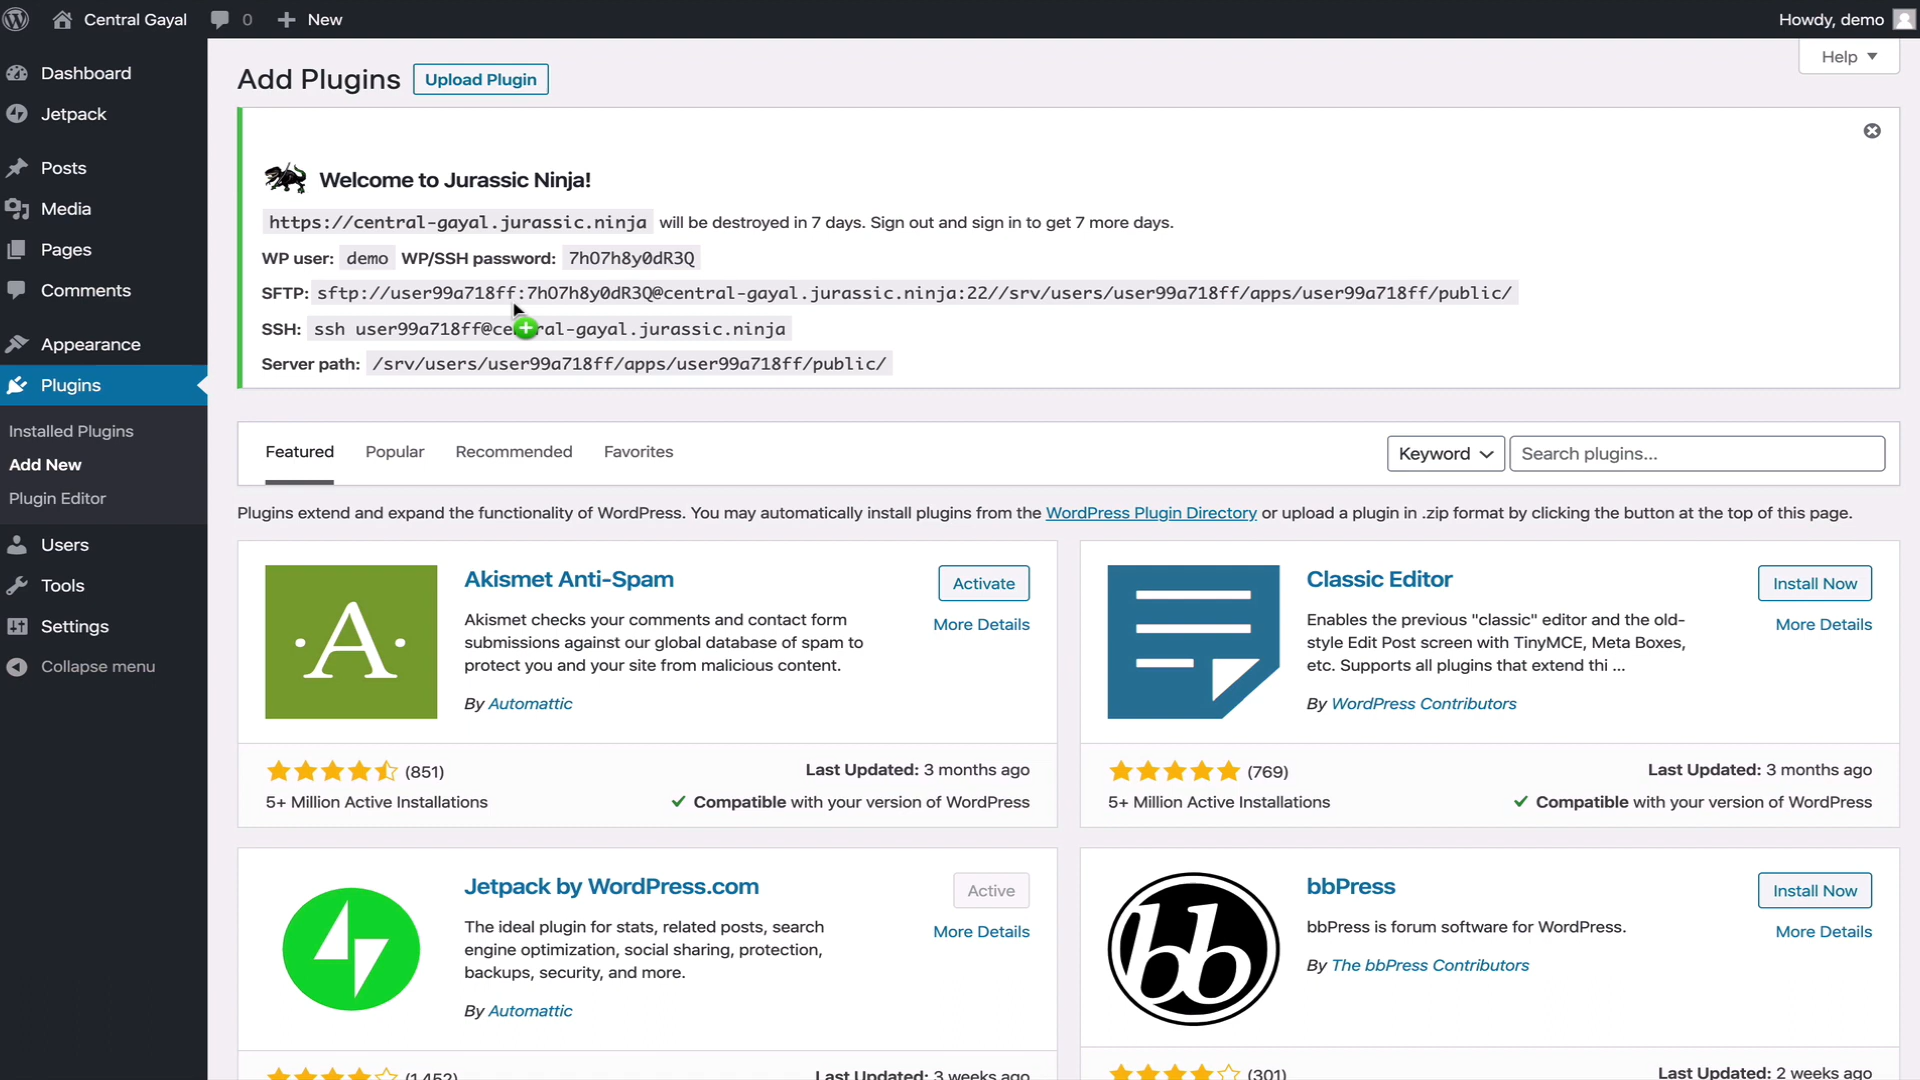 Central Gayal
0
New
Howdy, demo
Dashboard
Jetpack
Posts
Media
Pages
Comments
Appearance
Plugins
Installed Plugins
Add New
Plugin Editor
Users
Tools
Settings
Collapse menu
Help
Add Plugins
Upload Plugin
Welcome to Jurassic Ninja!
https://central-gayal.jurassic.ninja will be destroyed in 7 days. Sign out and sign in to get 7 more days.
WP user: demo WP/SSH password: 7hO7h8y0dR3Q
SFTP: sftp://user99a718ff:7hO7h8y0dR3Q@central-gayal.jurassic.ninja:22//srv/users/user99a718ff/apps/user99a718ff/public/
SSH: ssh user99a718ff@central-gayal.jurassic.ninja
Server path: /srv/users/user99a718ff/apps/user99a718ff/public/
Featured Popular Recommended Favorites
Keyword
Search plugins...
Plugins extend and expand the functionality of WordPress. You may automatically install plugins from the WordPress Plugin Directory or upload a plugin in .zip format by clicking the button at the top of this page.
A
Akismet Anti-Spam
Activate
More Details
Akismet checks your comments and contact form
submissions against our global database of spam to
protect you and your site from malicious content.
By Automattic
(851)
5+ Million Active Installations
Last Updated: 3 months ago
Compatible with your version of WordPress
Classic Editor
Install Now
More Details
Enables the previous "classic" editor and the old-
style Edit Post screen with TinyMCE, Meta Boxes,
etc. Supports all plugins that extend thi ...
By WordPress Contributors
(769)
5+ Million Active Installations
Last Updated: 3 months ago
Compatible with your version of WordPress
Jetpack by WordPress.com
Active
More Details
The ideal plugin for stats, related posts, search
engine optimization, social sharing, protection,
backups, security, and more.
By Automattic
(1,452)
Last Updated: 3 weeks ago
bb
bbPress
Install Now
More Details
bbPress is forum software for WordPress.
By The bbPress Contributors
(301)
Last Updated: 2 weeks ago